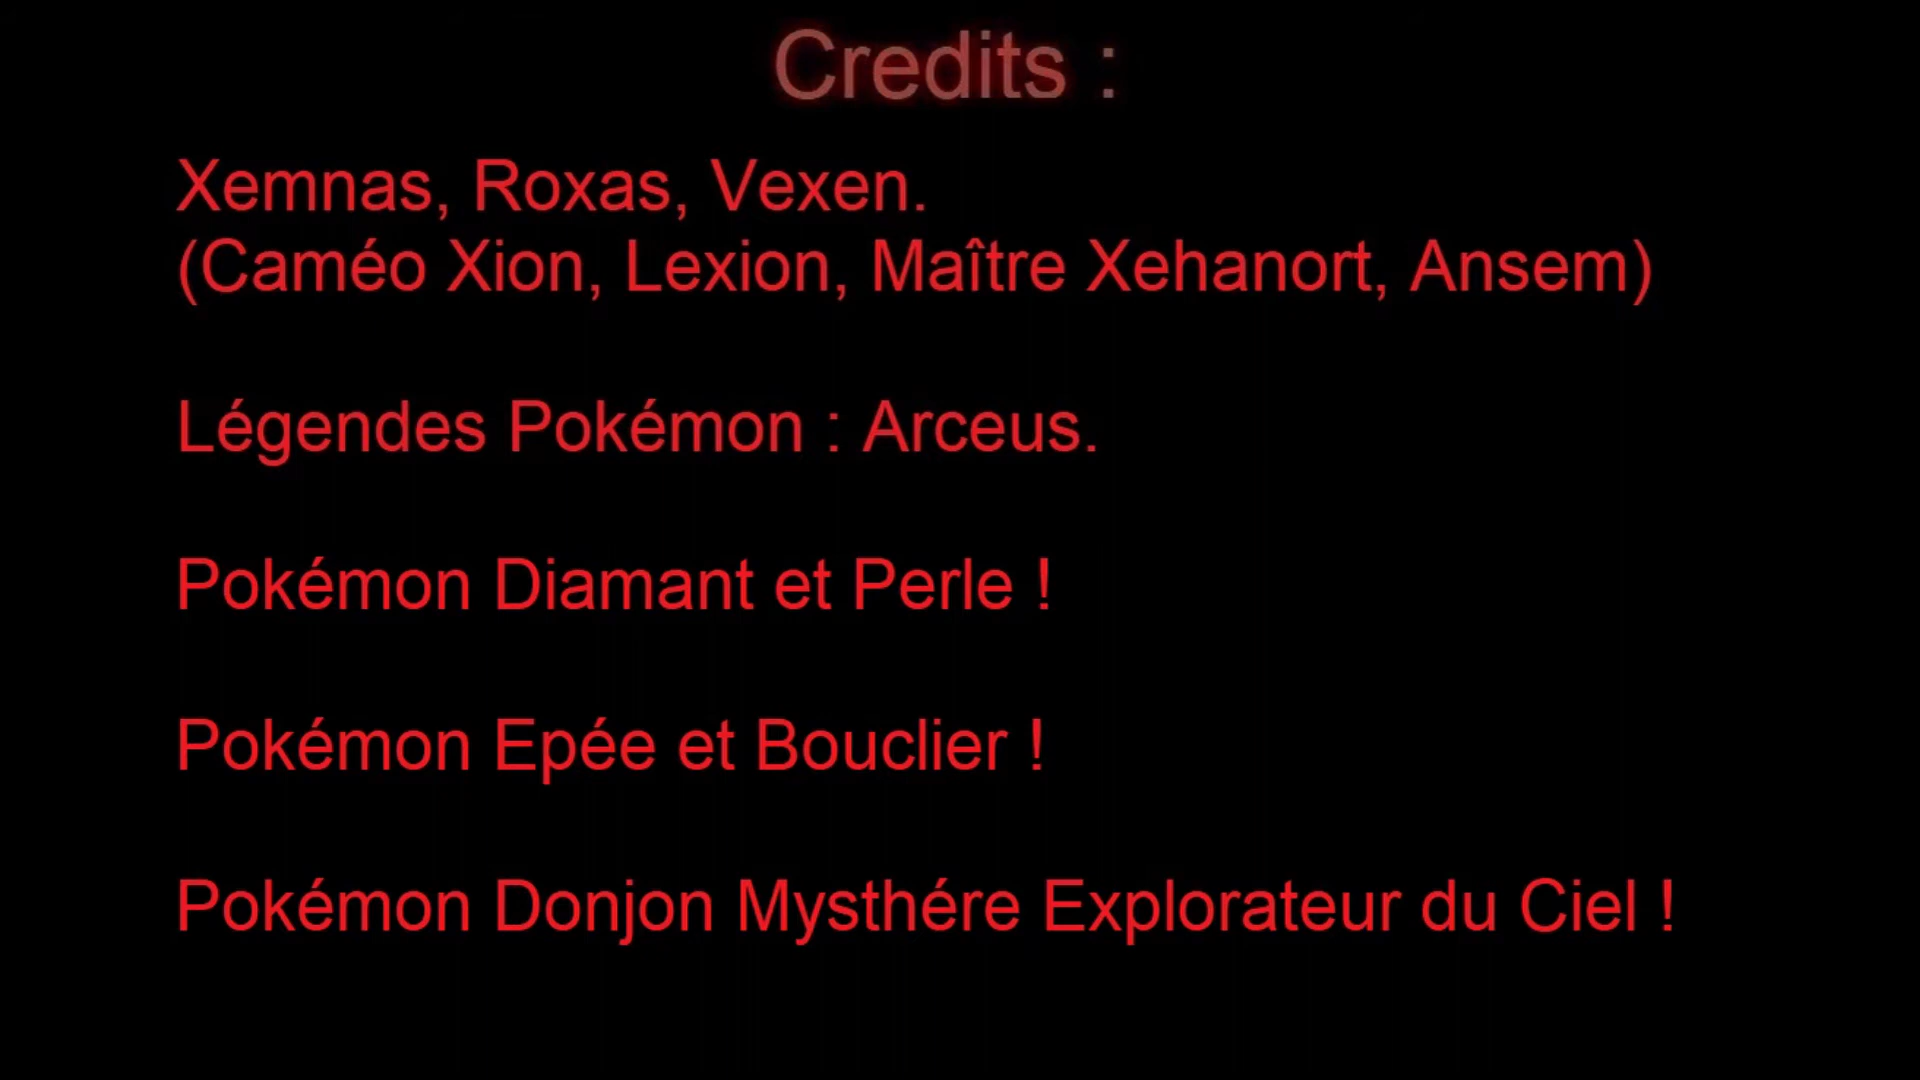 Credits :
Xemnas, Roxas, Vexen.
(Caméo Xion, Lexion, Maître Xehanort, Ansem)
Légendes Pokémon : Arceus.
Pokémon Diamant et Perle !
Pokémon Epée et Bouclier !
Pokémon Donjon Mysthére Explorateur du Ciel !